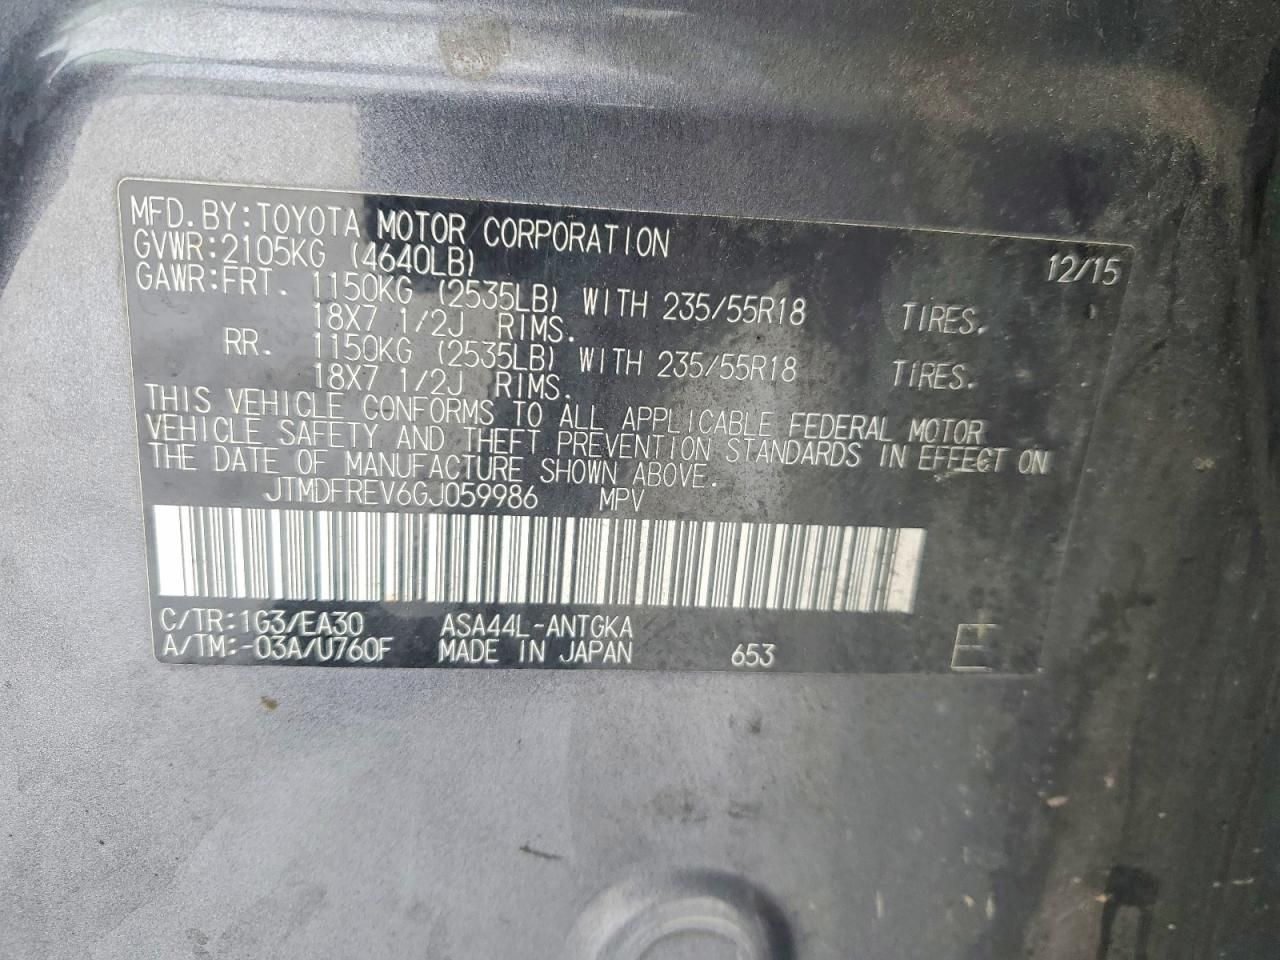 MFD.BY:TOYOTA MOTOR CORPORATION 12/15
GVWR:2105KG (4640LB)
GAWR:FRT. 1150KG (2535LB) WITH 235/55R18 TIRES.
18X7 1/2J RIMS.
RR. 1150KG (2535LB) WITH 235/55R18 TIRES.
18X7 1/2J RIMS.
THIS VEHICLE CONFORMS TO ALL APPLICABLE FEDERAL MOTOR
VEHICLE SAFETY AND THEFT PREVENTION STANDARDS IN EFFECT ON
THE DATE OF MANUFACTURE SHOWN ABOVE.
JTMDFREV6GJ059986 MPV
C/TR:1G3/EA30 ASA44L-ANTGKA
A/TM:-03A/U760F MADE IN JAPAN 653 E